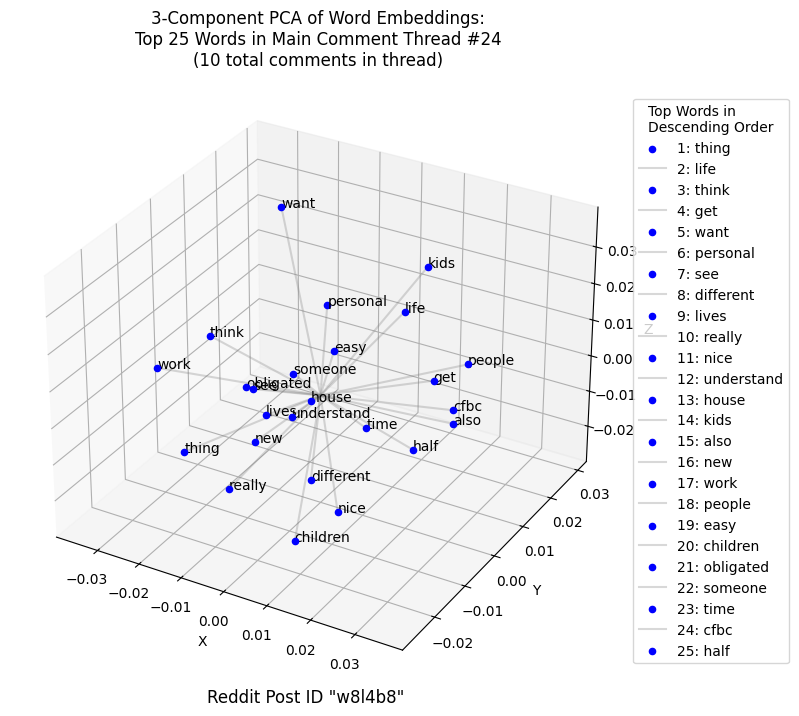 3-Component PCA of Word Embeddings:
Top 25 Words in Main Comment Thread #24
(10 total comments in thread)
Top Words in
Descending Order
1: thing
2: life
3: think
4: get
5: want
6: personal
7: see
8: different
9: lives
10: really
11: nice
12: understand
13: house
14: kids
15: also
16: new
17: work
18: people
19: easy
20: children
21: obligated
22: someone
23: time
24: cfbc
25: half
want
kids
personal
life
think
easy
people
work
someone
get
obligated
see
house
cfbc
lives
understand
also
time
new
half
thing
different
really
nice
children
0.03
0.02
0.01
0.00
−0.01
−0.02
Z
−0.03
−0.02
−0.01
0.00
0.01
0.02
0.03
X
0.03
0.02
0.01
0.00
−0.01
−0.02
Y
Reddit Post ID "w8l4b8"